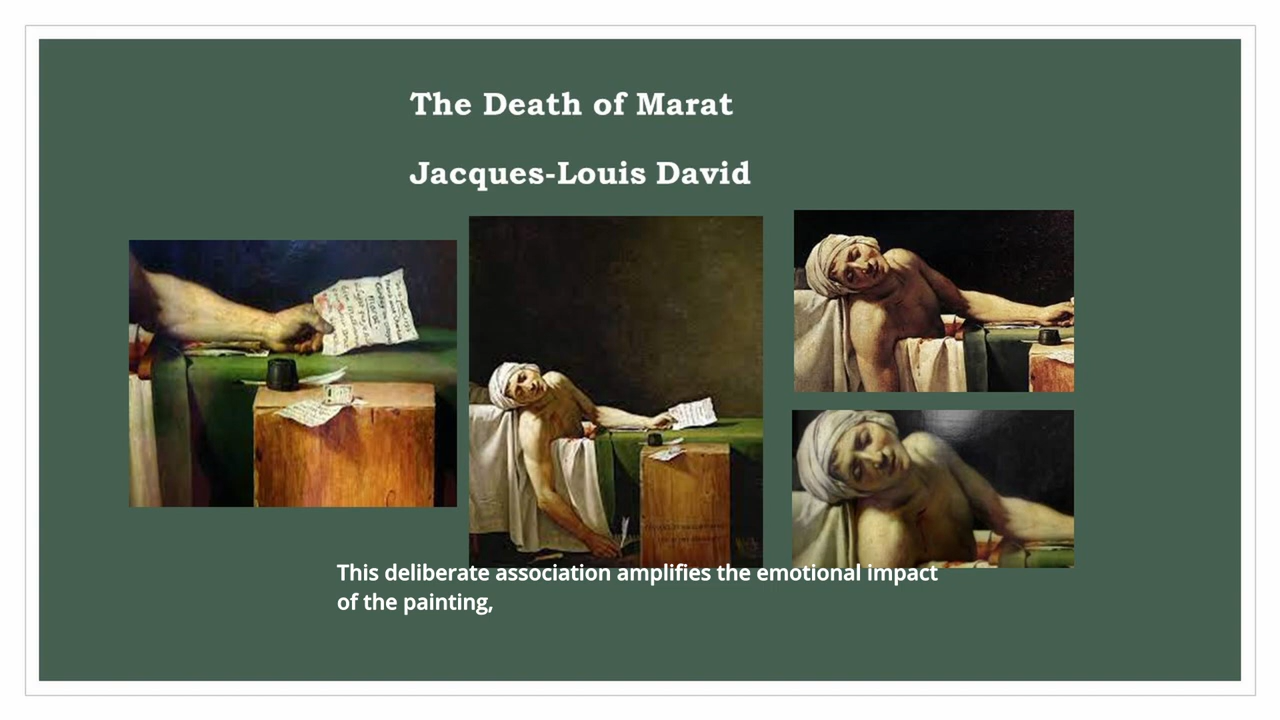 The Death of Marat
Jacques-Louis David
This deliberate association amplifies the emotional impact
of the painting,